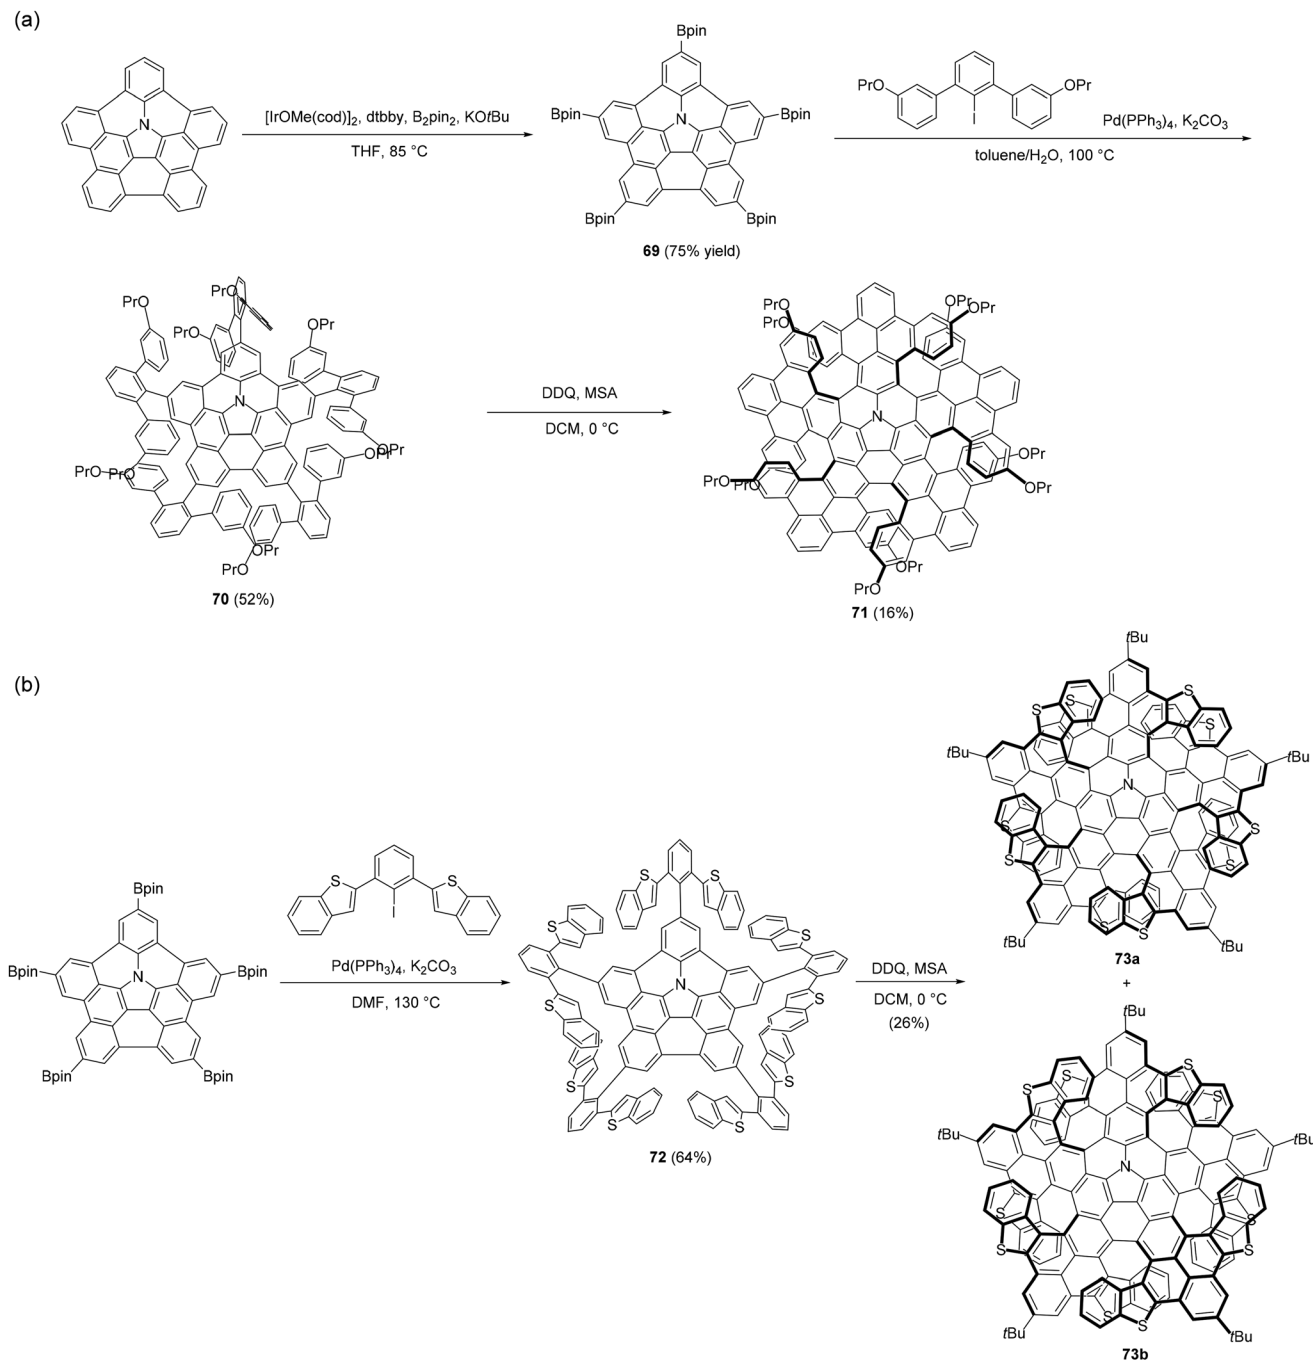 (a)
Bpin
OPr
OPr
[IrOMe(cod)]2, dtbby, B2pin2, KOtBu
THF, 85 °C
N
Bpin
N
Bpin
I
Pd(PPh3)4, K2CO3
toluene/H2O, 100 °C
Bpin
Bpin
69 (75% yield)
PrO
PrO
PrO
OPr
N
OPr
OPr
PrO
PrO
OPr
PrO
70 (52%)
DDQ, MSA
DCM, 0 °C
PrO
PrO
OPr
OPr
N
OPr
OPr
PrO
PrO
OPr
PrO
71 (16%)
(b)
tBu
S
S
S
S
tBu
tBu
N
S
S
S
S
S
S
tBu
tBu
73a
+
Bpin
Bpin
N
Bpin
Bpin
Bpin
S
S
I
Pd(PPh3)4, K2CO3
DMF, 130 °C
S
S
S
S
N
S
S
S
S
S
S
72 (64%)
DDQ, MSA
DCM, 0 °C
(26%)
tBu
S
S
S
S
tBu
tBu
N
S
S
S
S
S
S
tBu
tBu
73b